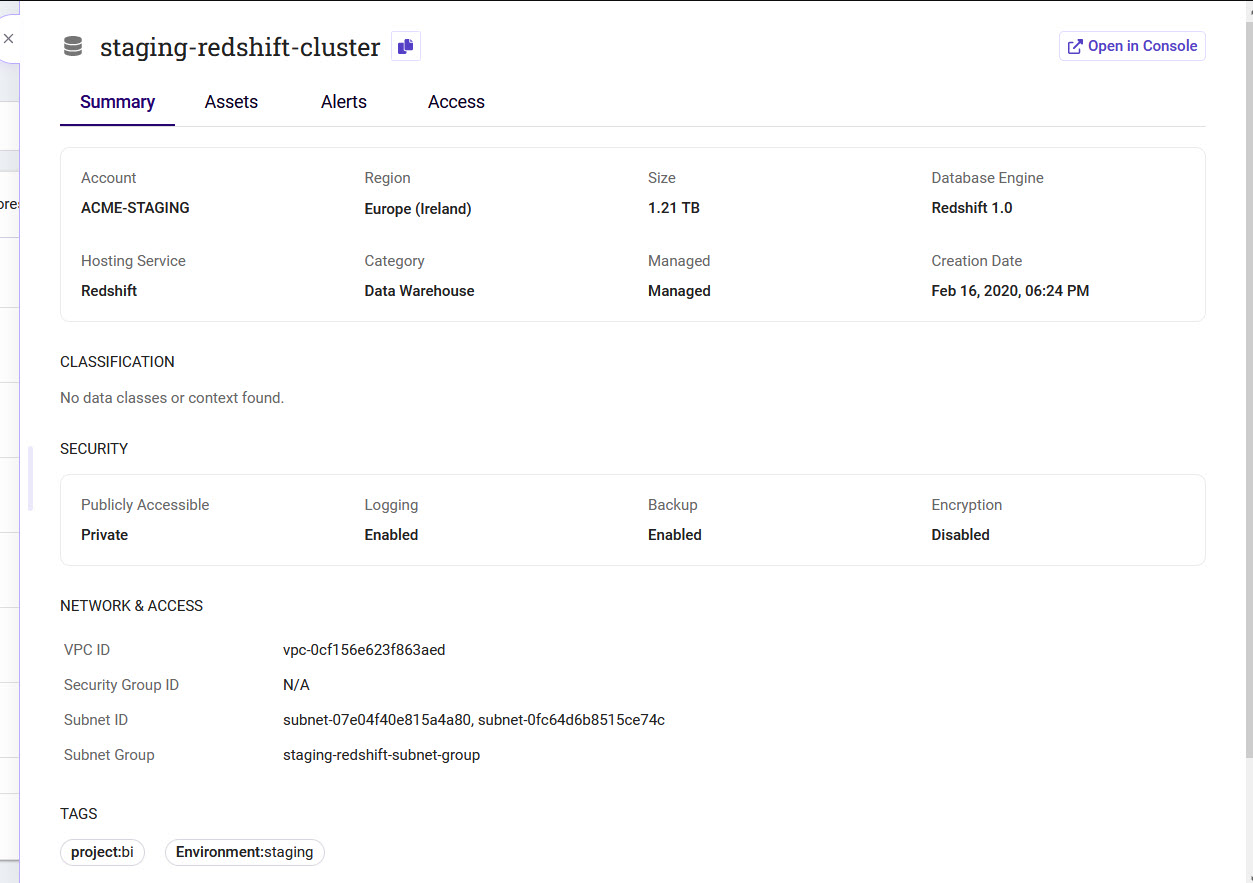 staging-redshift-cluster
Open in Console
Summary Assets Alerts Access
Account Region Size Database Engine
ACME-STAGING Europe (Ireland) 1.21 TB Redshift 1.0
Hosting Service Category Managed Creation Date
Redshift Data Warehouse Managed Feb 16, 2020, 06:24 PM
CLASSIFICATION
No data classes or context found.
SECURITY
Publicly Accessible Logging Backup Encryption
Private Enabled Enabled Disabled
NETWORK & ACCESS
VPC ID vpc-0cf156e623f863aed
Security Group ID N/A
Subnet ID subnet-07e04f40e815a4a80, subnet-0fc64d6b8515ce74c
Subnet Group staging-redshift-subnet-group
TAGS
project:bi Environment:staging